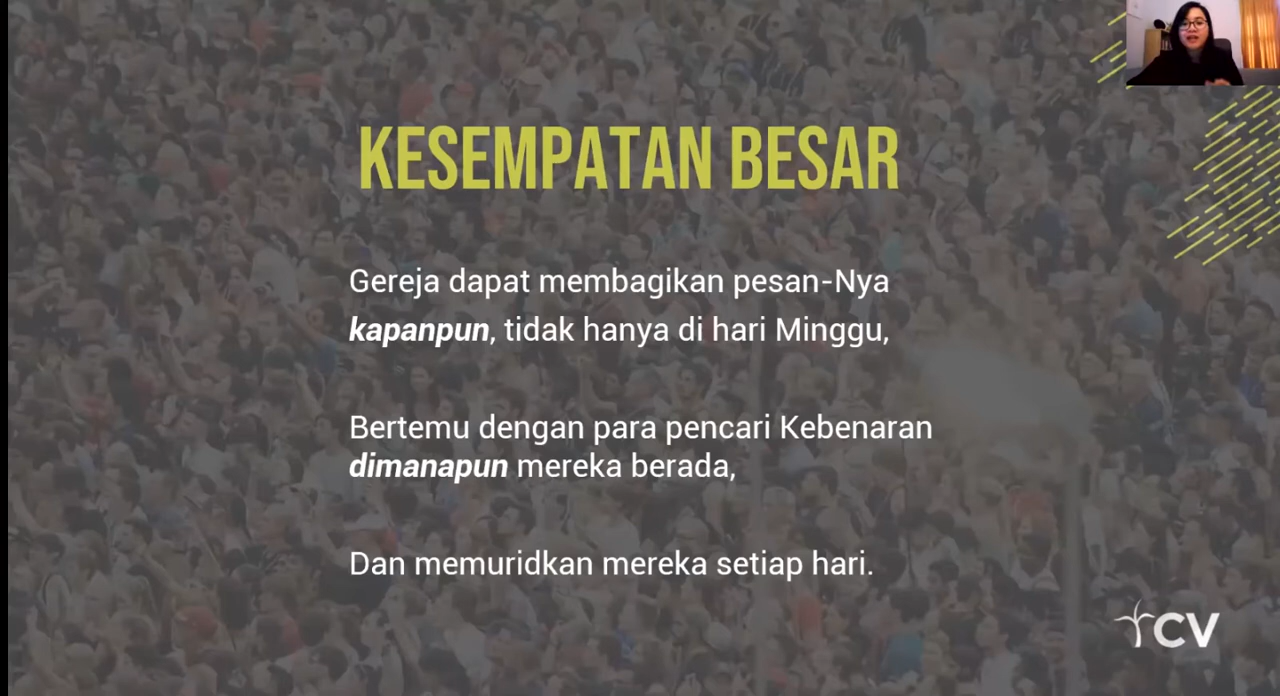 KESEMPATAN BESAR
Gereja dapat membagikan pesan-Nya
kapanpun, tidak hanya di hari Minggu,
Bertemu dengan para pencari Kebenaran
dimanapun mereka berada,
Dan memuridkan mereka setiap hari.
CV